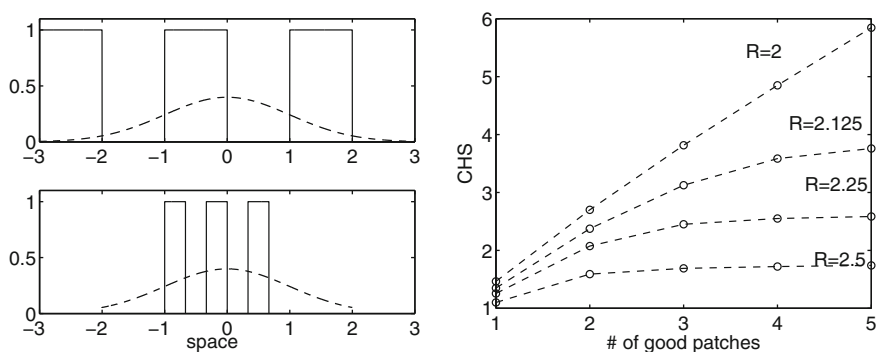 1
0.5
0
−3 −2 −1 0 1 2 3
1
0.5
0
−3 −2 −1 0 1 2 3
space
6
5
4
3
2
1
1 2 3 4 5
CHS
# of good patches
R=2
R=2.125
R=2.25
R=2.5